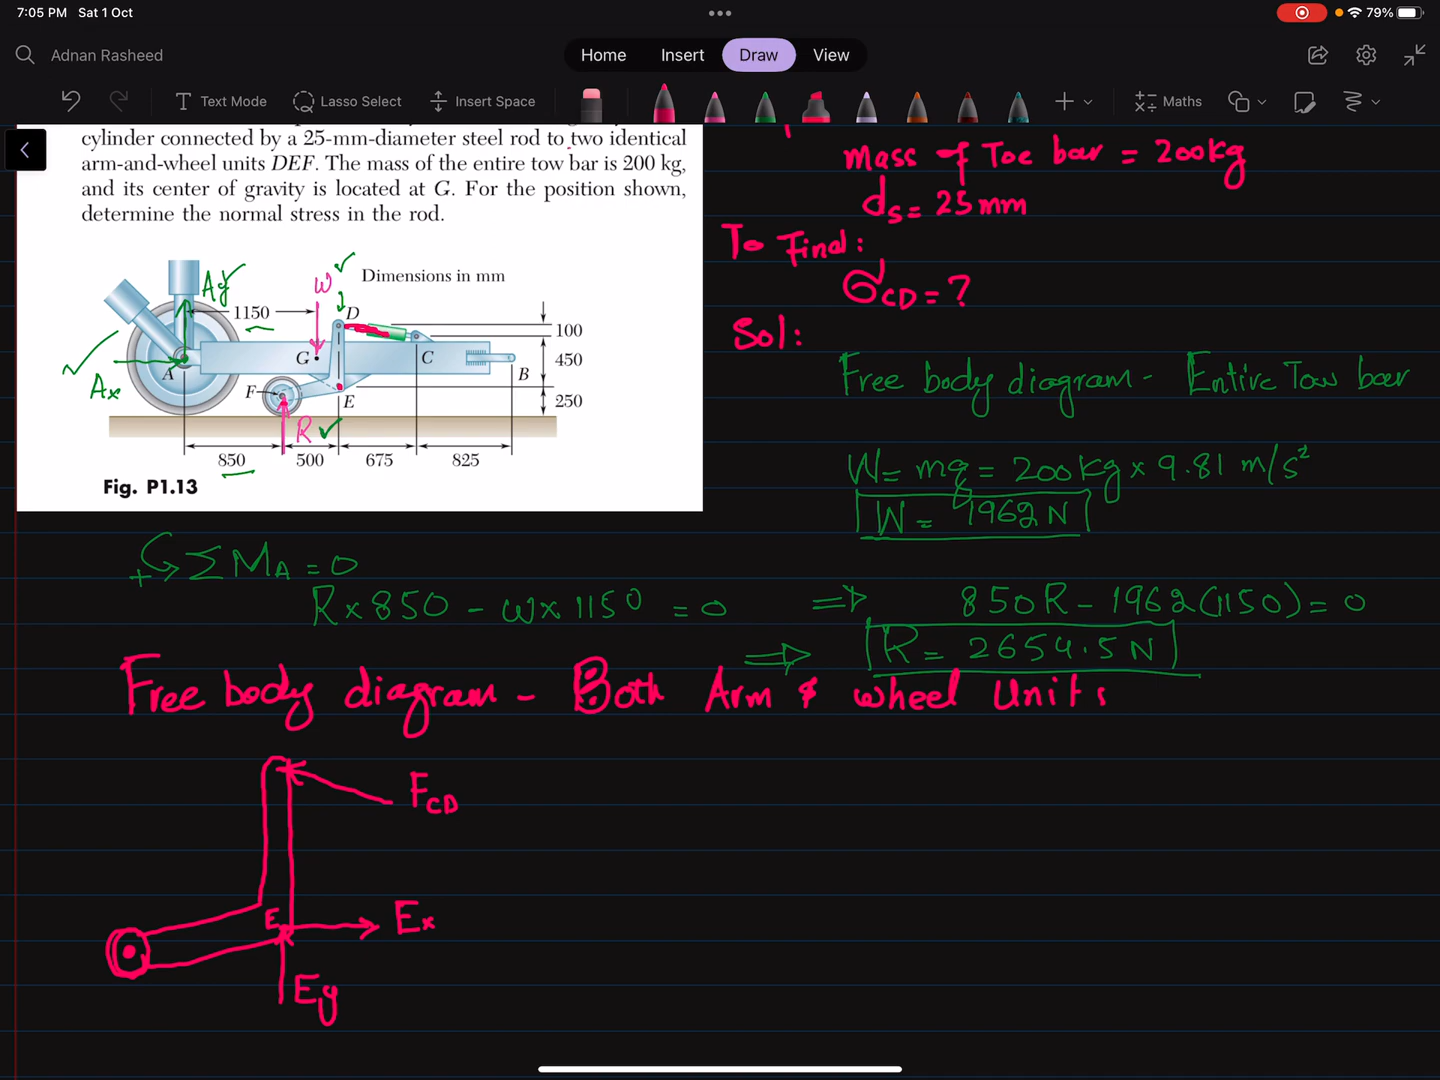 7:05 PM Sat 1 Oct
79%
Adnan Rasheed
Home Insert Draw View
Text Mode Lasso Select Insert Space Maths
cylinder connected by a 25-mm-diameter steel rod to two identical
arm-and-wheel units DEF. The mass of the entire tow bar is 200 kg,
and its center of gravity is located at G. For the position shown,
determine the normal stress in the rod.
mass of Toe bar = 200kg
ds = 25mm
To Final:
σCD = ?
Sol:
Dimensions in mm
Ay
W
D
1150
100
G
C
450
A
B
Ax
F
E
250
R
850 500 675 825
Fig. P1.13
Free body diagram - Entire Tow bar
W = mg = 200kg × 9.81 m/s²
W = 1962N
+ ΣMA = 0
R×850 - W×1150 = 0 ⇒ 850R - 1962(1150) = 0
⇒ R = 2654.5N
Free body diagram - Both Arm & wheel Units
FCD
E
Ex
Ey